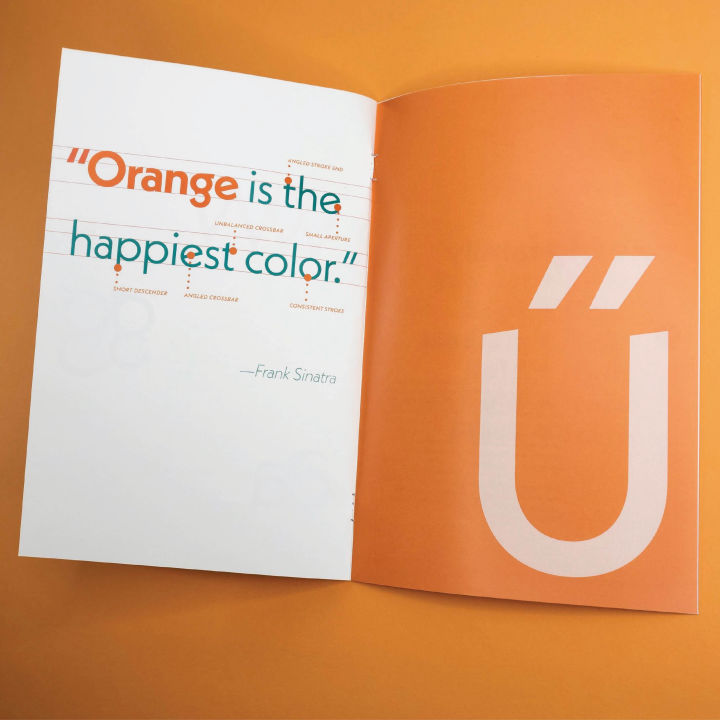 ANGLED STROKE END
“Orange is the
UNBALANCED CROSSBAR
SMALL APERTURE
happiest color.”
SHORT DESCENDER
ANGLED CROSSBAR
CONSISTENT STROKE
—Frank Sinatra
Ű